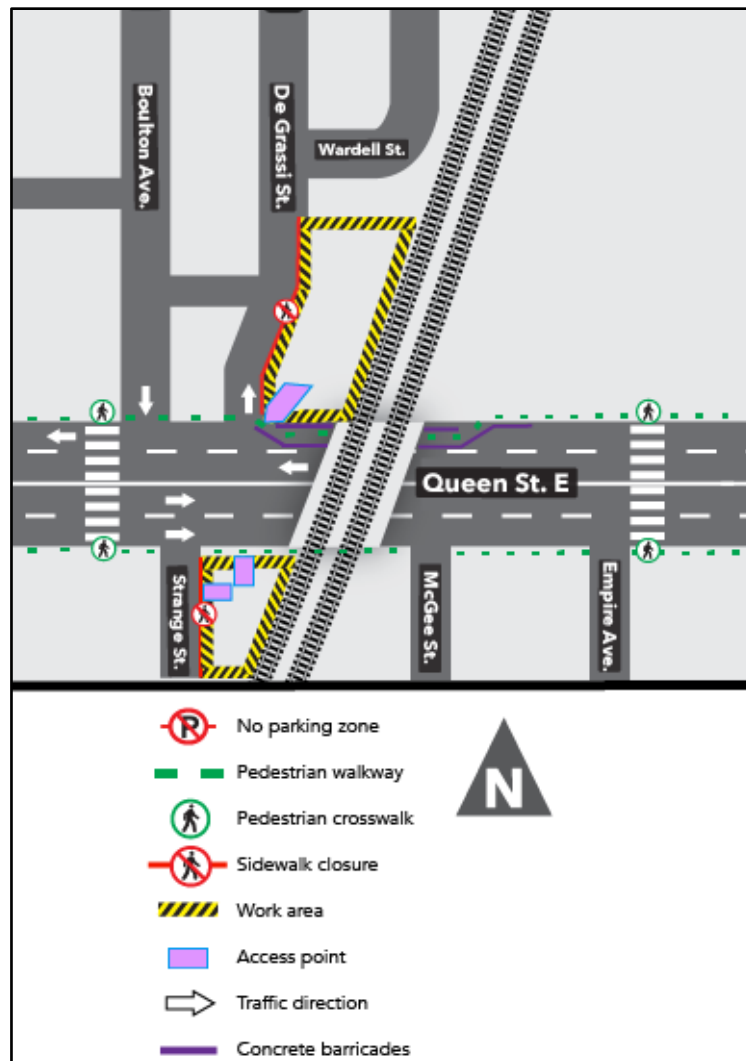 Boulton Ave.
De Grassi St.
Wardell St.
Queen St. E
Strange St.
McGee St.
Empire Ave.
P No parking zone
Pedestrian walkway
N
Pedestrian crosswalk
Sidewalk closure
Work area
Access point
Traffic direction
Concrete barricades